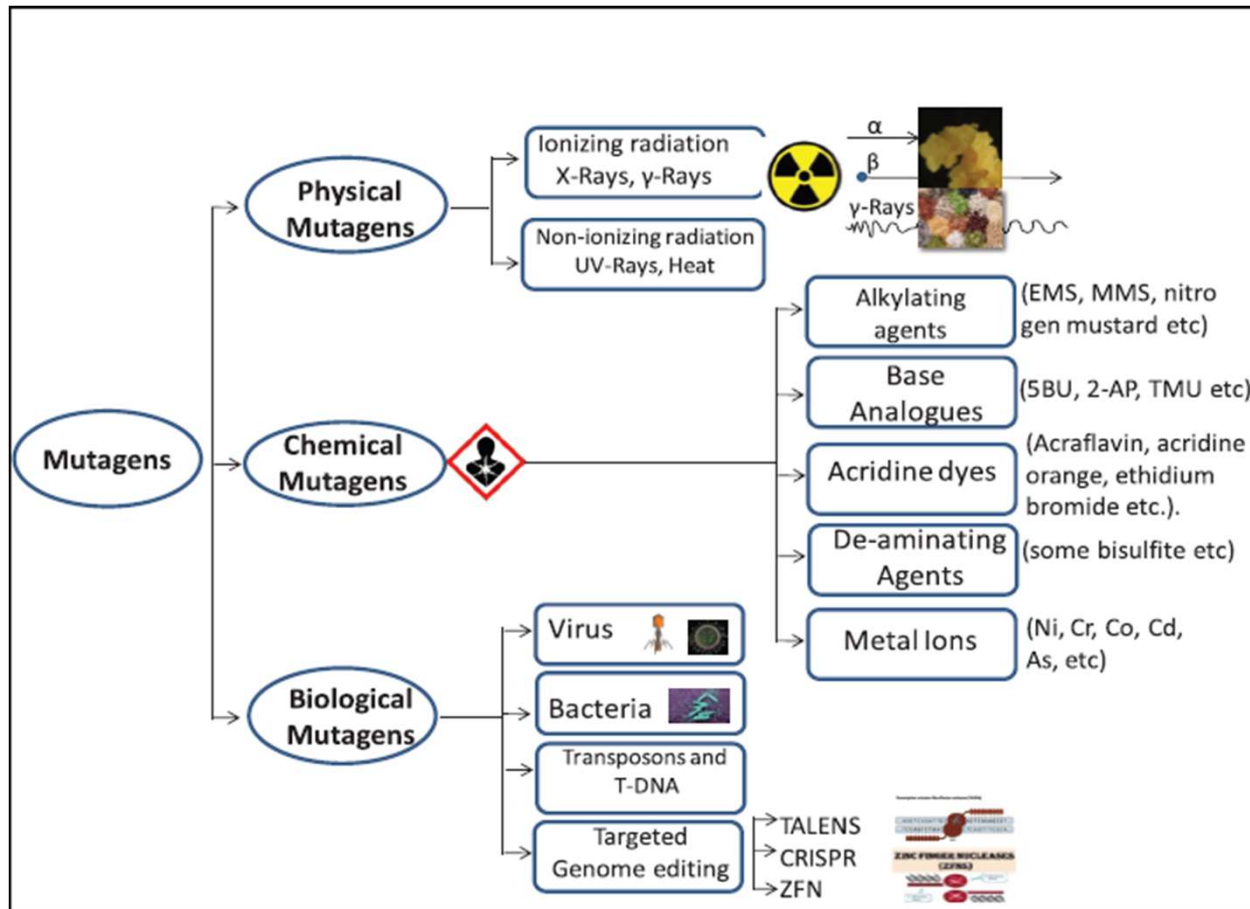 Mutagens
Physical
Mutagens
Ionizing radiation
X-Rays, γ-Rays
α
β
γ-Rays
Non-ionizing radiation
UV-Rays, Heat
Chemical
Mutagens
Alkylating
agents
(EMS, MMS, nitro
gen mustard etc)
Base
Analogues
(5BU, 2-AP, TMU etc)
Acridine dyes
(Acraflavin, acridine
orange, ethidium
bromide etc.).
De-aminating
Agents
(some bisulfite etc)
Metal Ions
(Ni, Cr, Co, Cd,
As, etc)
Biological
Mutagens
Virus
Bacteria
Transposons and
T-DNA
Targeted
Genome editing
TALENS
CRISPR
ZFN
ZINC FINGER NUCLEASES
(ZFNS)